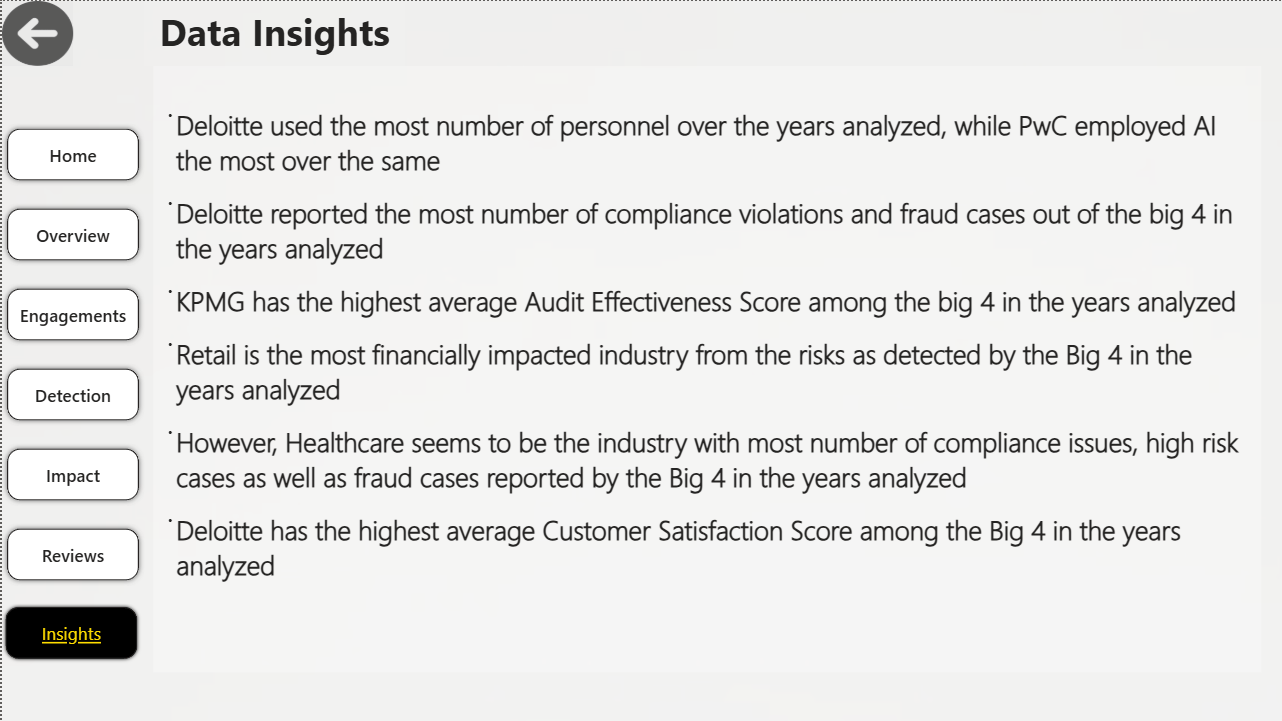 Data Insights
Home
Overview
Engagements
Detection
Impact
Reviews
Insights
Deloitte used the most number of personnel over the years analyzed, while PwC employed AI
the most over the same
Deloitte reported the most number of compliance violations and fraud cases out of the big 4 in
the years analyzed
KPMG has the highest average Audit Effectiveness Score among the big 4 in the years analyzed
Retail is the most financially impacted industry from the risks as detected by the Big 4 in the
years analyzed
However, Healthcare seems to be the industry with most number of compliance issues, high risk
cases as well as fraud cases reported by the Big 4 in the years analyzed
Deloitte has the highest average Customer Satisfaction Score among the Big 4 in the years
analyzed